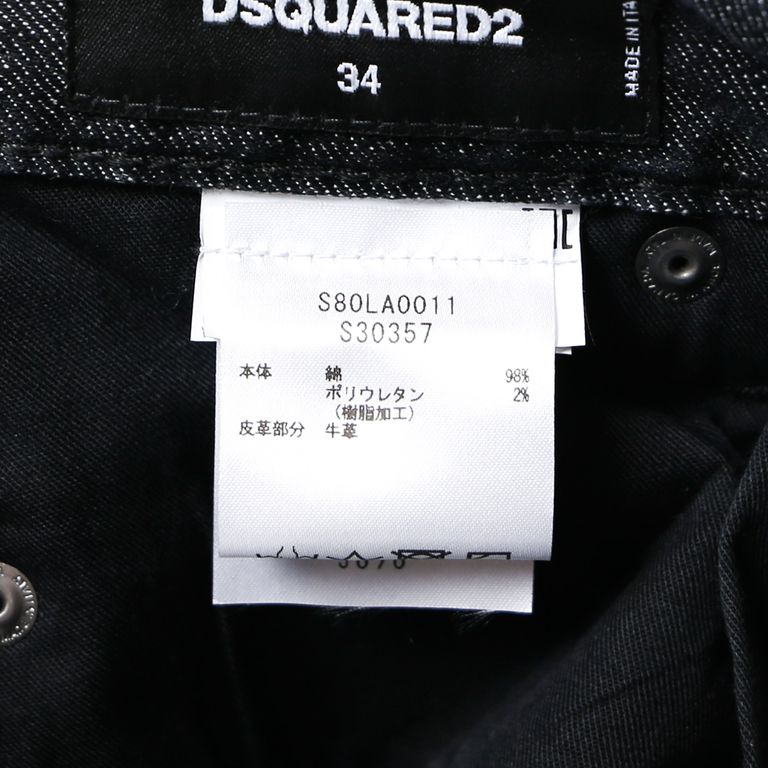 DSQUARED2
34
MADE IN ITA
S80LA0011
S30357
本体 綿 98%
ポリウレタン 2%
(樹脂加工)
皮革部分 牛革